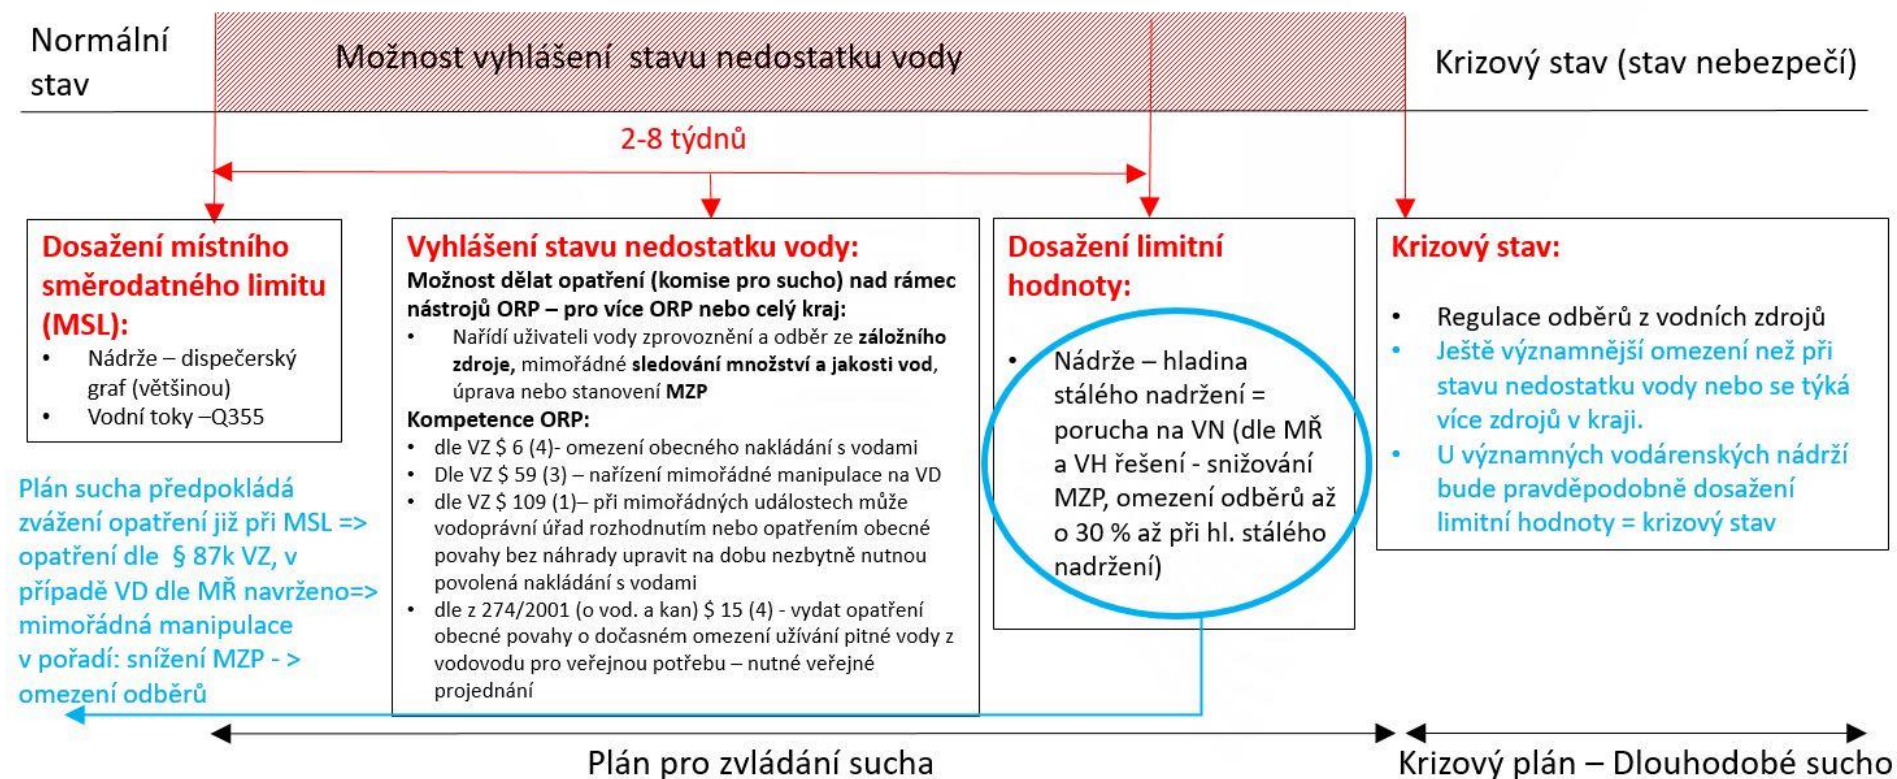 Normální
stav
Možnost vyhlášení stavu nedostatku vody
Krizový stav (stav nebezpečí)
2-8 týdnů
Dosažení místního
směrodatného limitu
(MSL):
• Nádrže – dispečerský
graf (většinou)
• Vodní toky –Q355
Plán sucha předpokládá
zvážení opatření již při MSL =>
opatření dle § 87k VZ, v
případě VD dle MŘ navrženo=>
mimořádná manipulace
v pořadí: snížení MZP - >
omezení odběrů
Vyhlášení stavu nedostatku vody:
Možnost dělat opatření (komise pro sucho) nad rámec
nástrojů ORP – pro více ORP nebo celý kraj:
• Nařídí uživateli vody zprovoznění a odběr ze záložního
zdroje, mimořádné sledování množství a jakosti vod,
úprava nebo stanovení MZP
Kompetence ORP:
• dle VZ $ 6 (4)- omezení obecného nakládání s vodami
• Dle VZ $ 59 (3) – nařízení mimořádné manipulace na VD
• dle VZ $ 109 (1)– při mimořádných událostech může
vodoprávní úřad rozhodnutím nebo opatřením obecné
povahy bez náhrady upravit na dobu nezbytně nutnou
povolená nakládání s vodami
• dle z 274/2001 (o vod. a kan) $ 15 (4) - vydat opatření
obecné povahy o dočasném omezení užívání pitné vody z
vodovodu pro veřejnou potřebu – nutné veřejné
projednání
Dosažení limitní
hodnoty:
• Nádrže – hladina
stálého nadržení =
porucha na VN (dle MŘ
a VH řešení - snižování
MZP, omezení odběrů až
o 30 % až při hl. stálého
nadržení)
Krizový stav:
• Regulace odběrů z vodních zdrojů
• Ještě významnější omezení než při
stavu nedostatku vody nebo se týká
více zdrojů v kraji.
• U významných vodárenských nádrží
bude pravděpodobně dosažení
limitní hodnoty = krizový stav
Plán pro zvládání sucha
Krizový plán – Dlouhodobé sucho